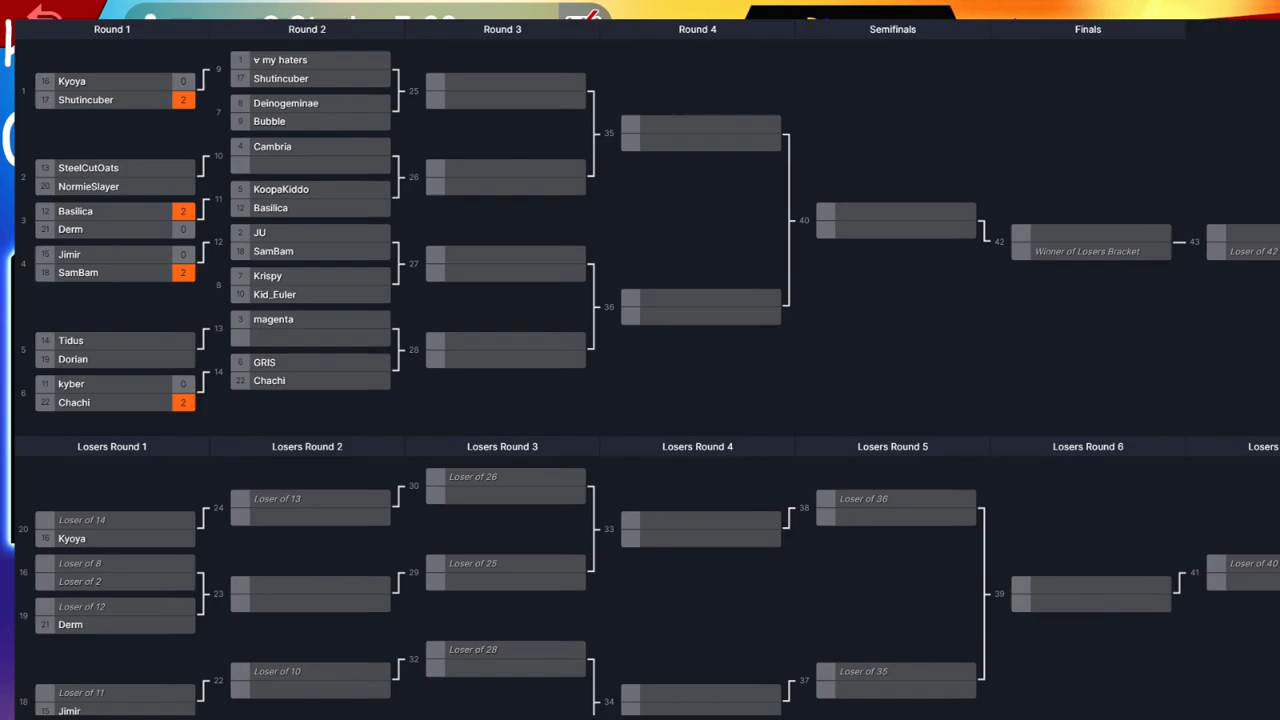 Round 1
Round 2
Round 3
Round 4
Semifinals
Finals
1
16 Kyoya 0
17 Shutincuber 2
2
13 SteelCutOats
20 NormieSlayer
3
12 Basilica 2
21 Derm 0
4
15 Jimir 0
18 SamBam 2
5
14 Tidus
19 Dorian
6
11 kyber 0
22 Chachi 2
9
1 ∀ my haters
17 Shutincuber
7
8 Deinogeminae
9 Bubble
10
4 Cambria
11
5 KoopaKiddo
12 Basilica
12
2 JU
18 SamBam
8
7 Krispy
10 Kid_Euler
13
3 magenta
14
6 GRIS
22 Chachi
25
26
27
28
35
36
40
42
Winner of Losers Bracket
43
Loser of 42
Losers Round 1
Losers Round 2
Losers Round 3
Losers Round 4
Losers Round 5
Losers Round 6
Losers
20
Loser of 14
16 Kyoya
16
Loser of 8
Loser of 2
19
Loser of 12
21 Derm
18
Loser of 11
15 Jimir
24
Loser of 13
23
22
Loser of 10
30
Loser of 26
29
Loser of 25
32
Loser of 28
33
34
38
Loser of 36
37
Loser of 35
39
41
Loser of 40